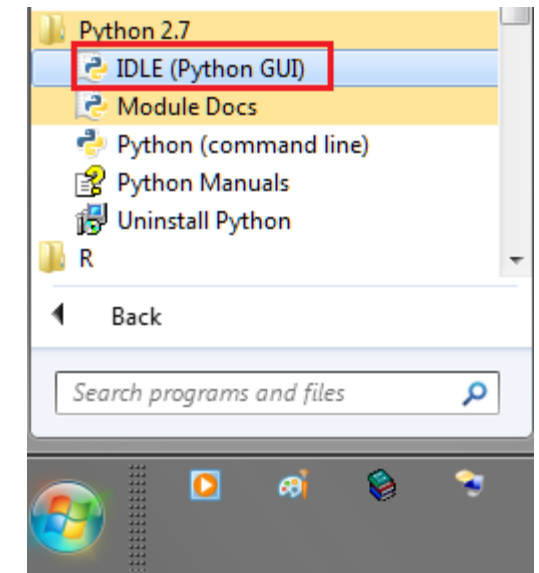 Python 2.7
IDLE (Python GUI)
Module Docs
Python (command line)
Python Manuals
Uninstall Python
R
Back
Search programs and files